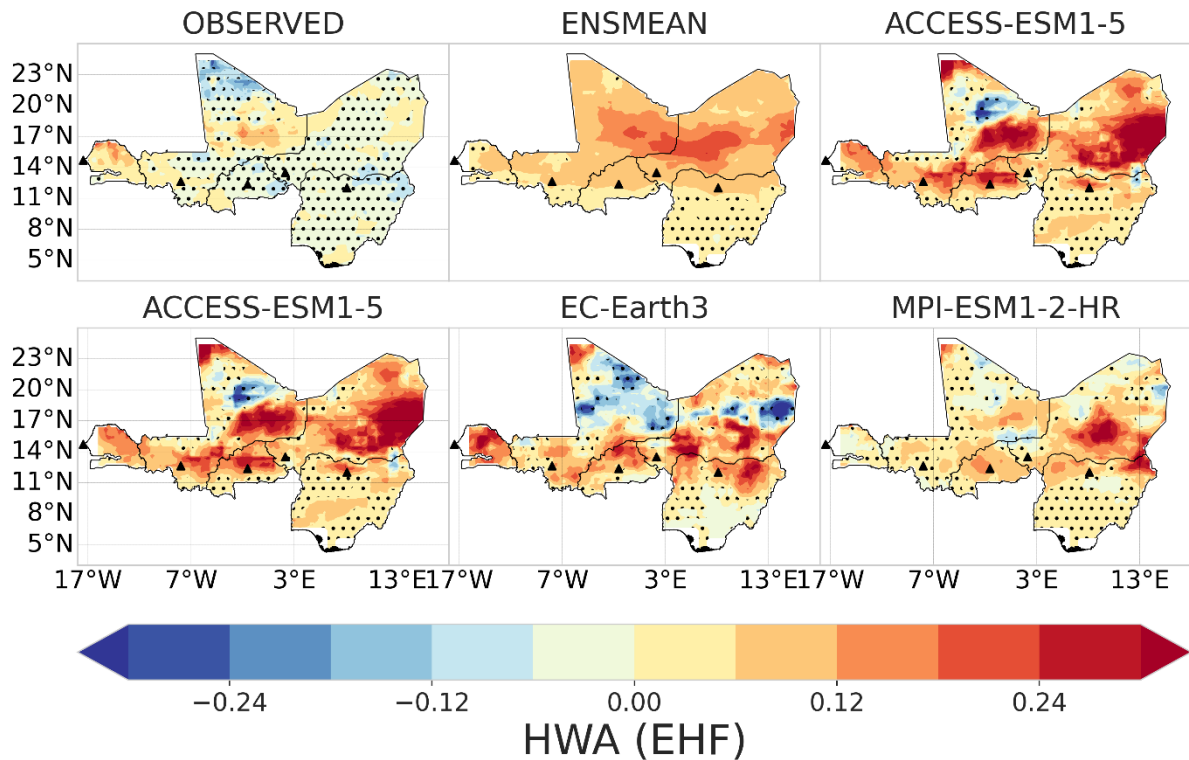 OBSERVED ENSMEAN ACCESS-ESM1-5
23°N
20°N
17°N
14°N
11°N
8°N
5°N
ACCESS-ESM1-5 EC-Earth3 MPI-ESM1-2-HR
23°N
20°N
17°N
14°N
11°N
8°N
5°N
17°W 7°W 3°E 13°E 17°W 7°W 3°E 13°E 17°W 7°W 3°E 13°E
−0.24 −0.12 0.00 0.12 0.24
HWA (EHF)